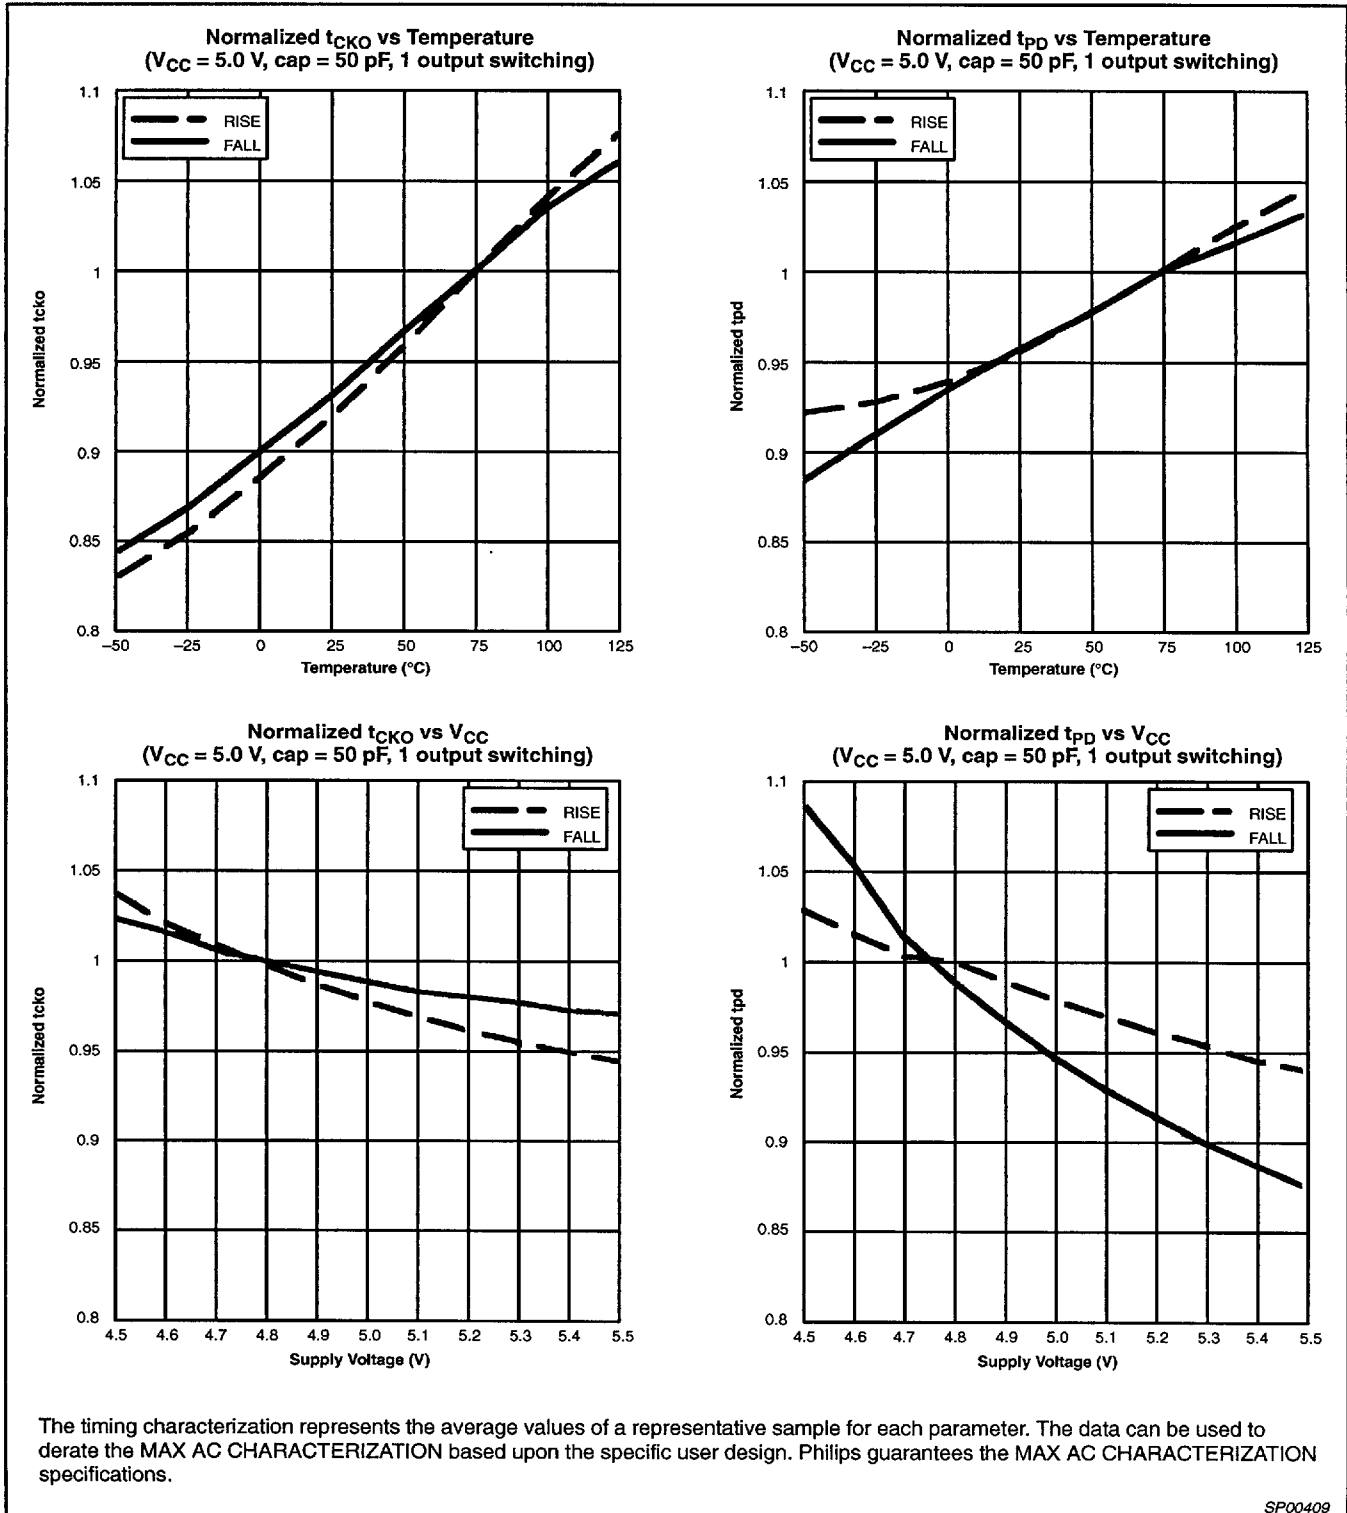 Normalized tCKO vs Temperature
(VCC = 5.0 V, cap = 50 pF, 1 output switching)
1.1
1.05
1
0.95
0.9
0.85
0.8
Normalized tcko
RISE
FALL
–50 –25 0 25 50 75 100 125
Temperature (°C)
Normalized tPD vs Temperature
(VCC = 5.0 V, cap = 50 pF, 1 output switching)
1.1
1.05
1
0.95
0.9
0.85
0.8
Normalized tpd
RISE
FALL
–50 –25 0 25 50 75 100 125
Temperature (°C)
Normalized tCKO vs VCC
(VCC = 5.0 V, cap = 50 pF, 1 output switching)
1.1
1.05
1
0.95
0.9
0.85
0.8
Normalized tcko
RISE
FALL
4.5 4.6 4.7 4.8 4.9 5.0 5.1 5.2 5.3 5.4 5.5
Supply Voltage (V)
Normalized tPD vs VCC
(VCC = 5.0 V, cap = 50 pF, 1 output switching)
1.1
1.05
1
0.95
0.9
0.85
0.8
Normalized tpd
RISE
FALL
4.5 4.6 4.7 4.8 4.9 5.0 5.1 5.2 5.3 5.4 5.5
Supply Voltage (V)
The timing characterization represents the average values of a representative sample for each parameter. The data can be used to
derate the MAX AC CHARACTERIZATION based upon the specific user design. Philips guarantees the MAX AC CHARACTERIZATION
specifications.
SP00409